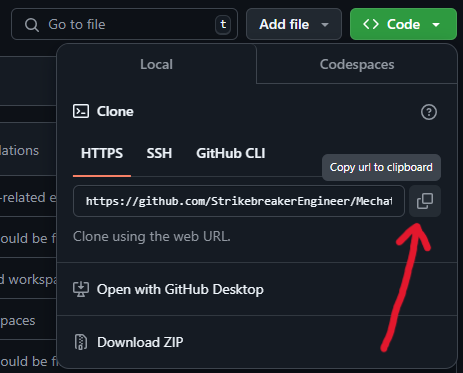 Go to file
t
Add file
Code
Local
Codespaces
Clone
lations
HTTPS
SSH
GitHub CLI
Copy url to clipboard
-related e
https://github.com/StrikebreakerEngineer/Mechat
ould be f
Clone using the web URL.
d workspa
Open with GitHub Desktop
paces
Download ZIP
ould be fi